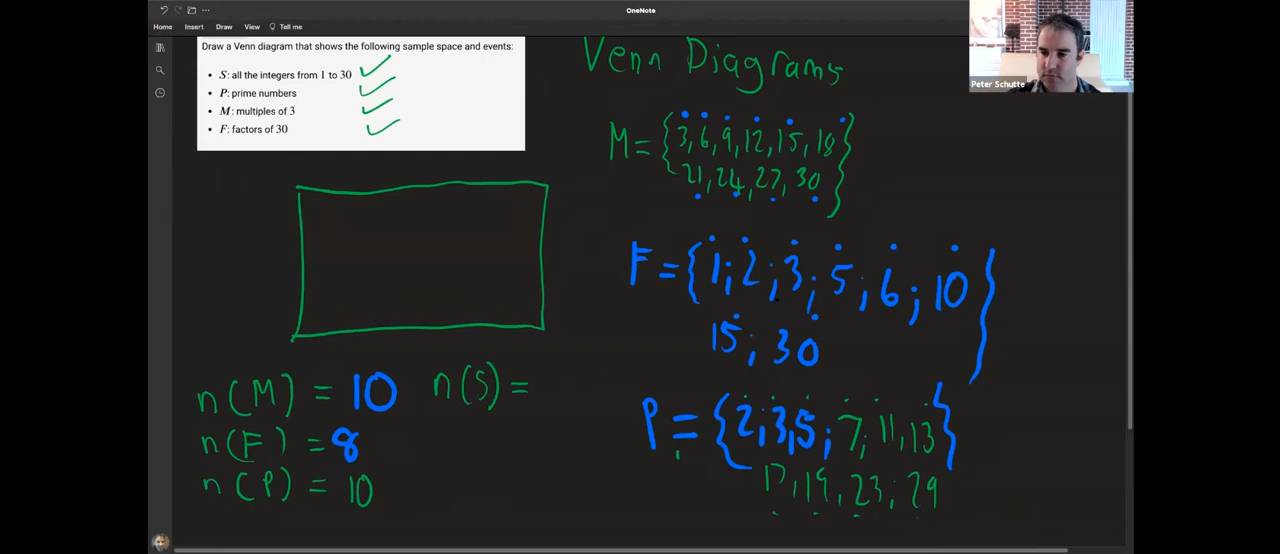 OneNote
Home Insert Draw View Tell me
Draw a Venn diagram that shows the following sample space and events:
• S: all the integers from 1 to 30
• P: prime numbers
• M: multiples of 3
• F: factors of 30
Venn Diagrams
Peter Schutte
M = {3, 6, 9, 12, 15, 18
21, 24, 27, 30}
F = {1; 2; 3; 5; 6; 10
15; 30}
n(M) = 10 n(S) =
n(F) = 8
n(P) = 10
P = {2; 3, 5; 7, 11, 13
17, 19, 23, 29}